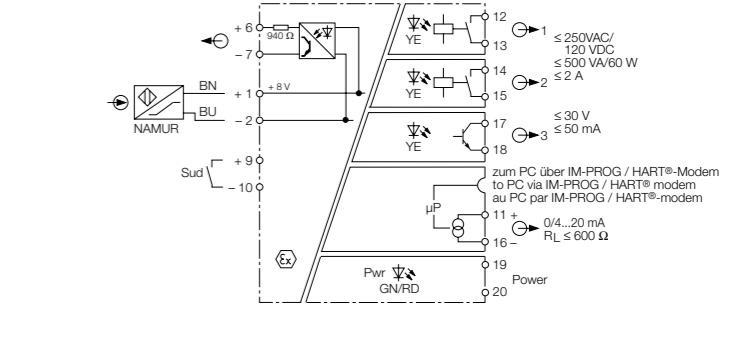 + 6
940 Ω
– 7
BN
+ 1
+ 8 V
BU
– 2
NAMUR
Sud
+ 9
– 10
Ex
YE
12
13
1
≤ 250VAC/
120 VDC
≤ 500 VA/60 W
≤ 2 A
YE
14
15
2
YE
17
18
3
≤ 30 V
≤ 50 mA
zum PC über IM-PROG / HART®-Modem
to PC via IM-PROG / HART® modem
au PC par IM-PROG / HART®-modem
µP
11 +
16 –
0/4...20 mA
RL ≤ 600 Ω
Pwr
GN/RD
19
20
Power